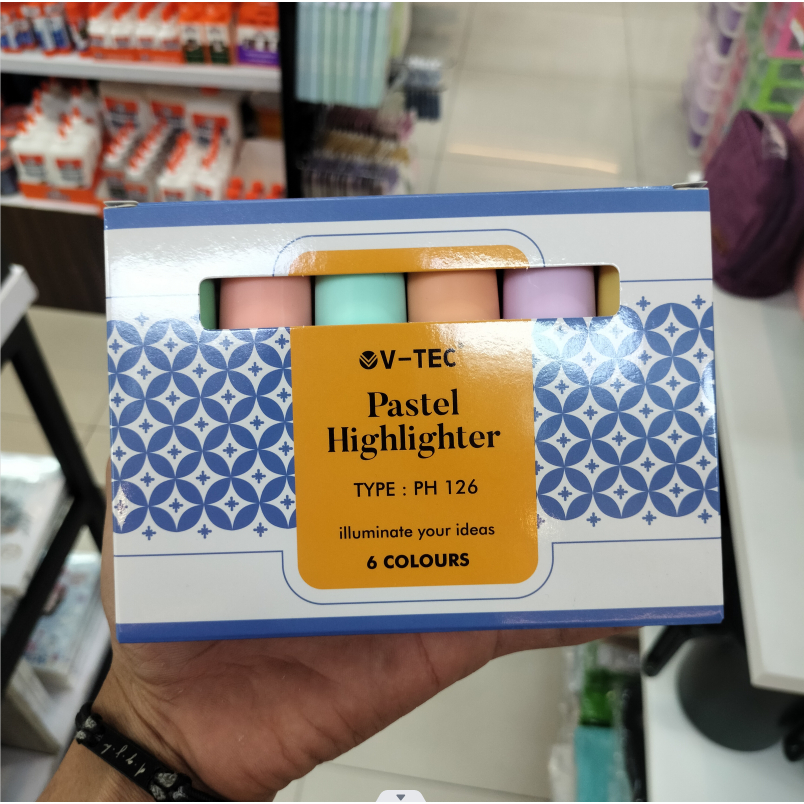 V-TEC
Pastel
Highlighter
TYPE : PH 126
illuminate your ideas
6 COLOURS